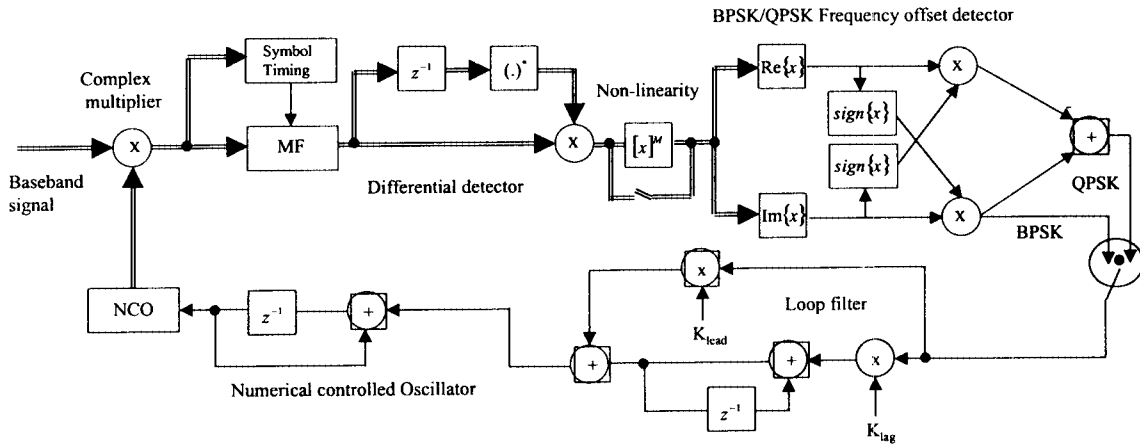 BPSK/QPSK Frequency offset detector
Symbol
Timing
Complex
multiplier
z⁻¹
(.)*
Non-linearity
Re{x}
x
sign{x}
x
MF
x
[x]ᴹ
+
sign{x}
Baseband
signal
Differential detector
QPSK
Im{x}
x
BPSK
x
NCO
z⁻¹
+
K_lead
Loop filter
+
+
x
Numerical controlled Oscillator
z⁻¹
K_lag